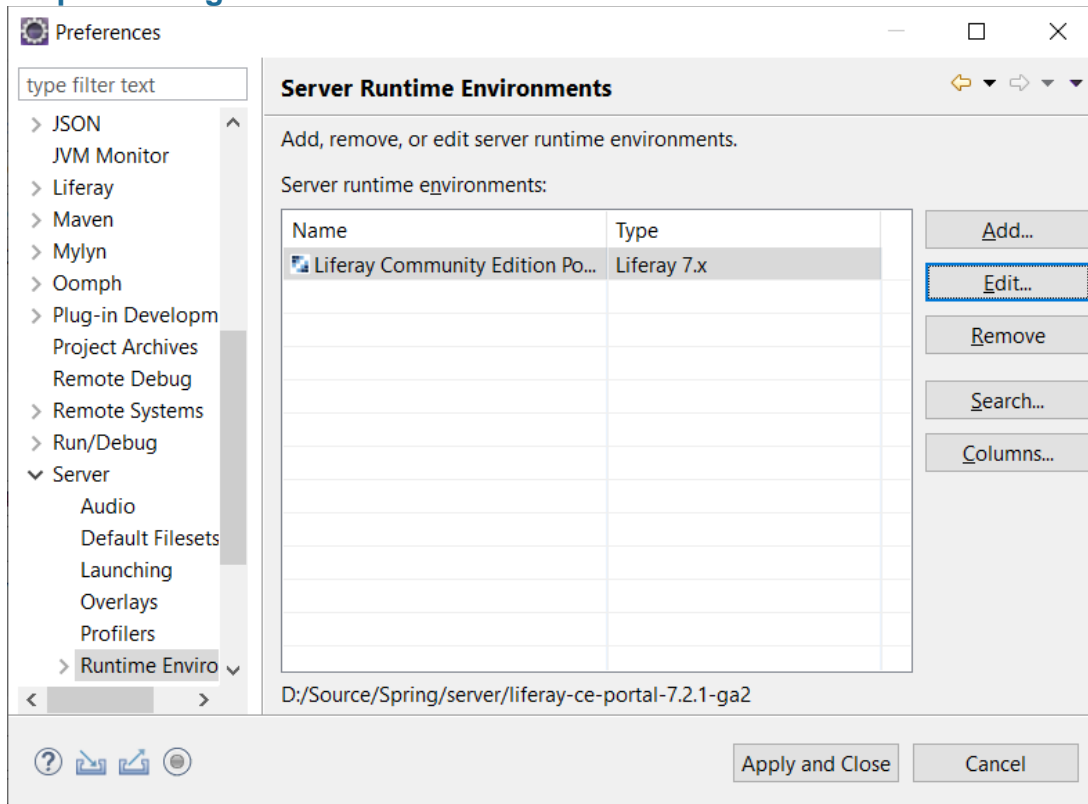 Preferences
type filter text
JSON
JVM Monitor
Liferay
Maven
Mylyn
Oomph
Plug-in Developm
Project Archives
Remote Debug
Remote Systems
Run/Debug
Server
Audio
Default Filesets
Launching
Overlays
Profilers
Runtime Enviro
Server Runtime Environments
Add, remove, or edit server runtime environments.
Server runtime environments:
Name Type
Liferay Community Edition Po... Liferay 7.x
Add...
Edit...
Remove
Search...
Columns...
D:/Source/Spring/server/liferay-ce-portal-7.2.1-ga2
Apply and Close
Cancel